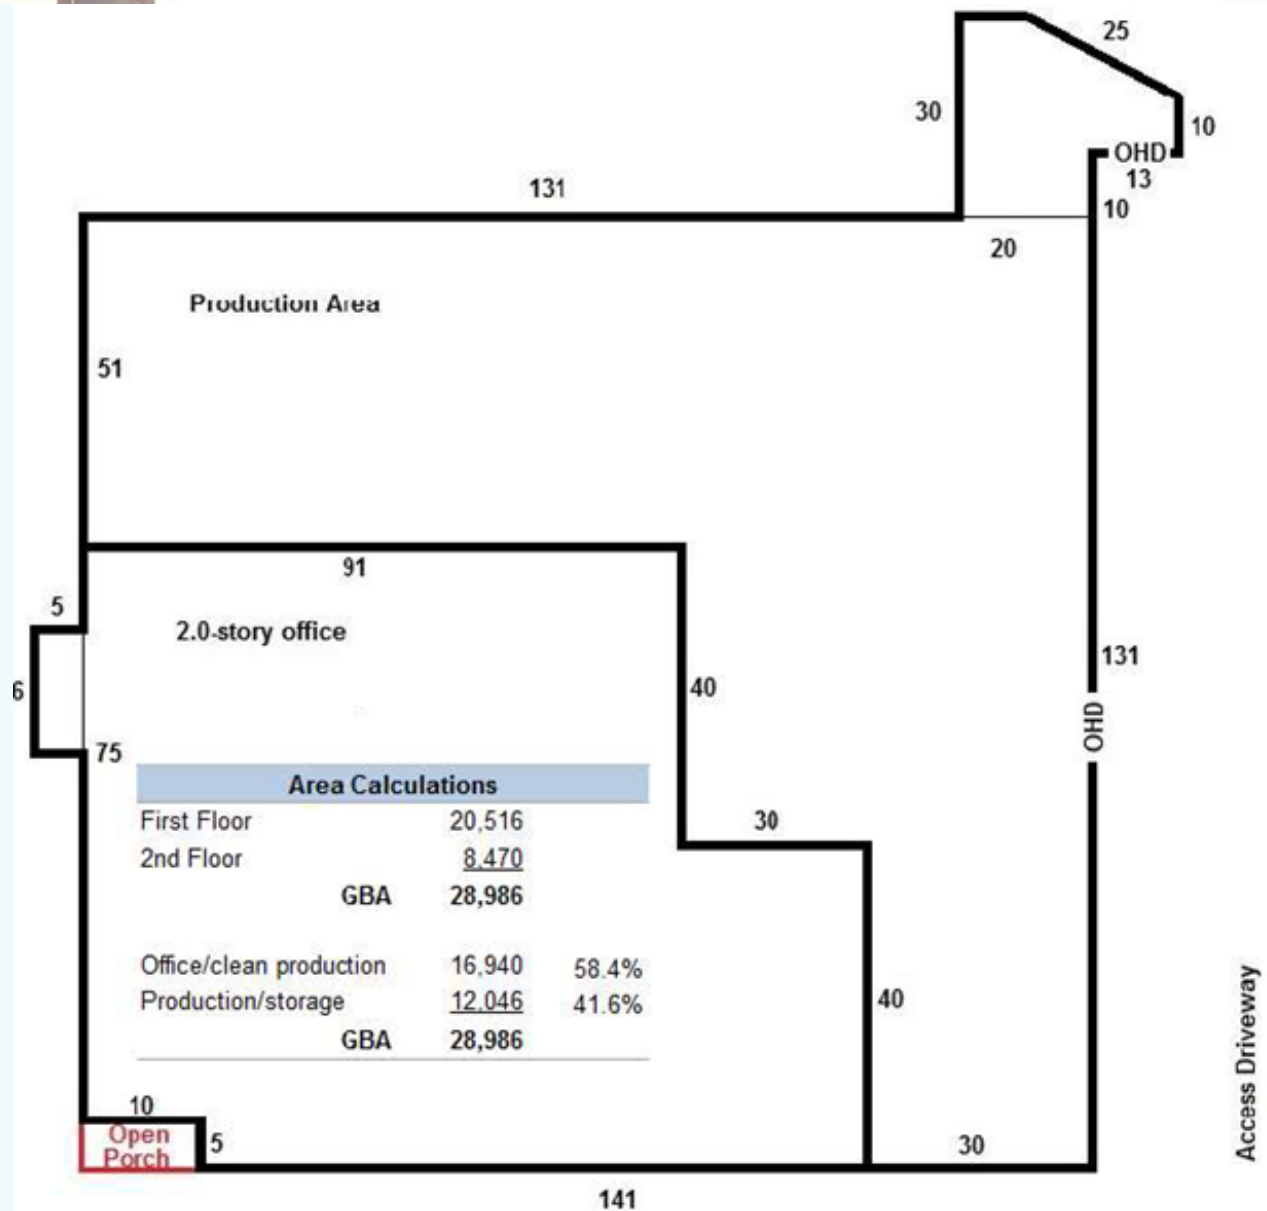 25
30
10
OHD
13
131
10
20
Production Area
51
91
5
2.0-story office
131
6
40
OHD
75
Area Calculations
First Floor 20,516
30
2nd Floor 8,470
GBA 28,986
Office/clean production 16,940 58.4%
40
Production/storage 12,046 41.6%
GBA 28,986
Access Driveway
10
Open
5
Porch
30
141